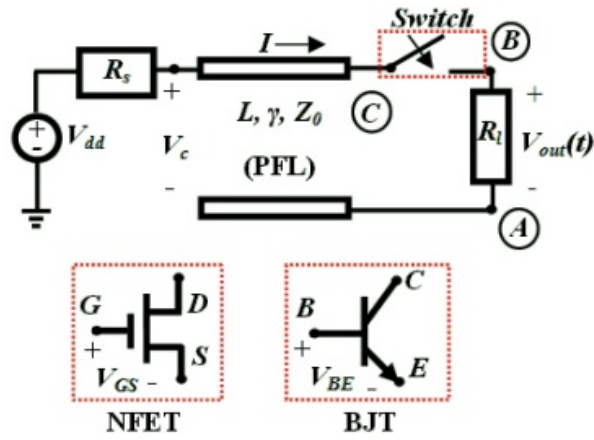 Switch
B
I
R_s
+
C
+
+
-
V_dd
V_c
L, γ, Z_0
R_l
V_out(t)
(PFL)
-
-
A
G
D
+
S
V_GS -
NFET
C
B
+
V_BE -
E
BJT